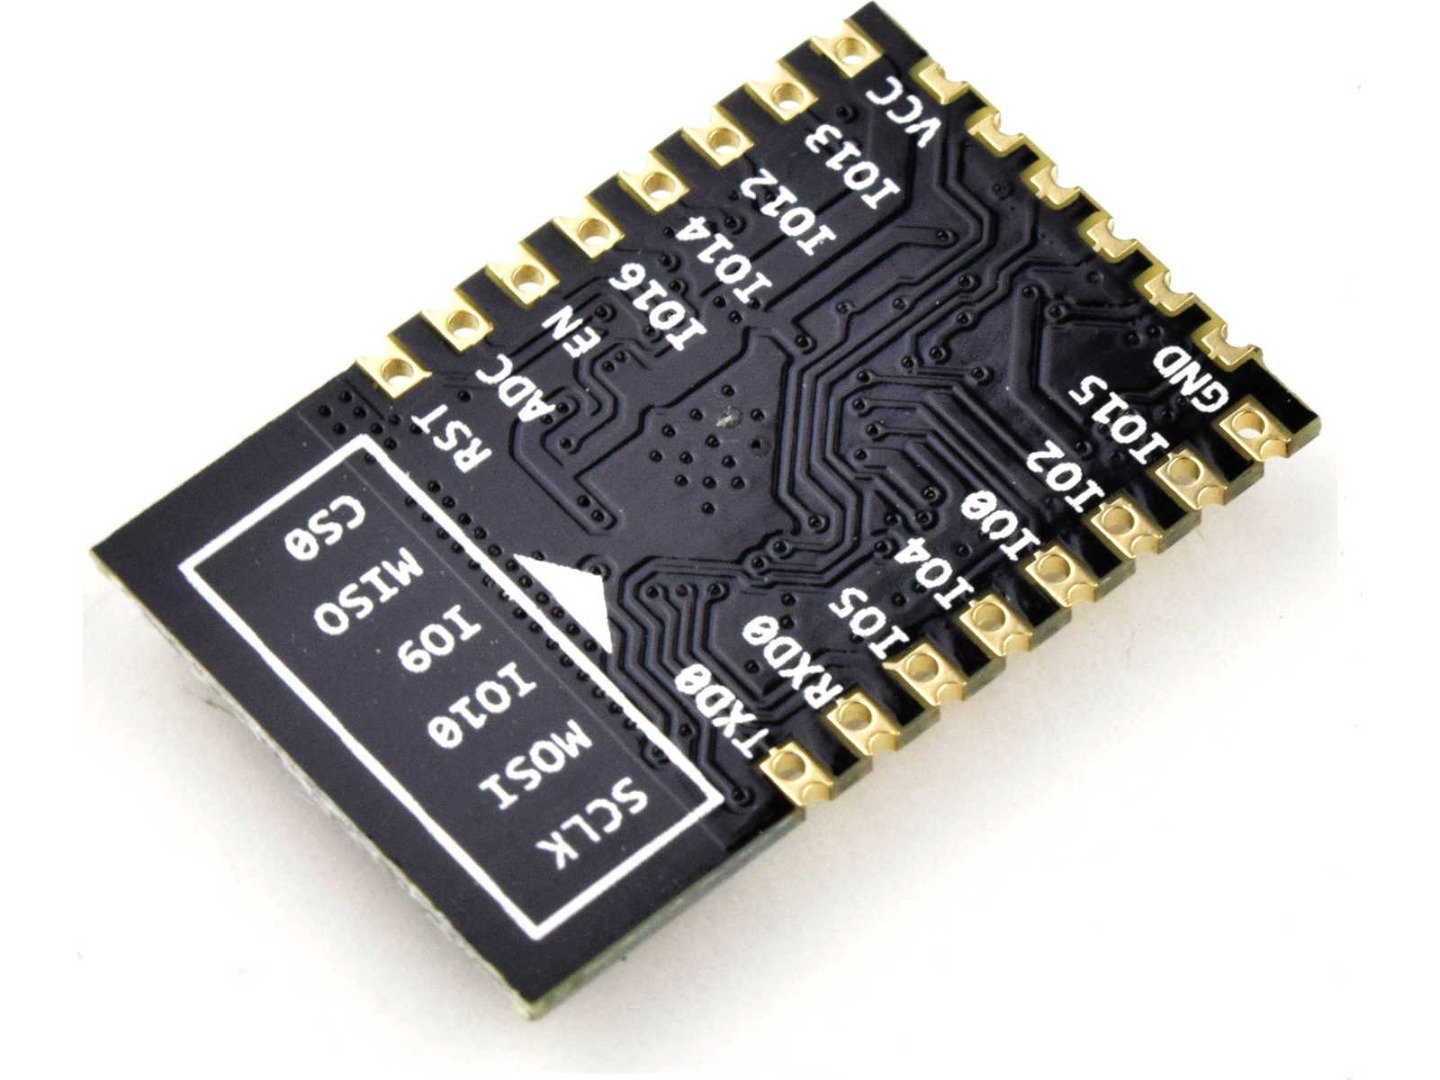 VCC
IO13
IO12
IO14
IO16
EN
ADC
RST
GND
IO15
IO2
IO0
IO4
IO5
RXD0
TXD0
CS0
MISO
IO9
IO10
MOSI
SCLK